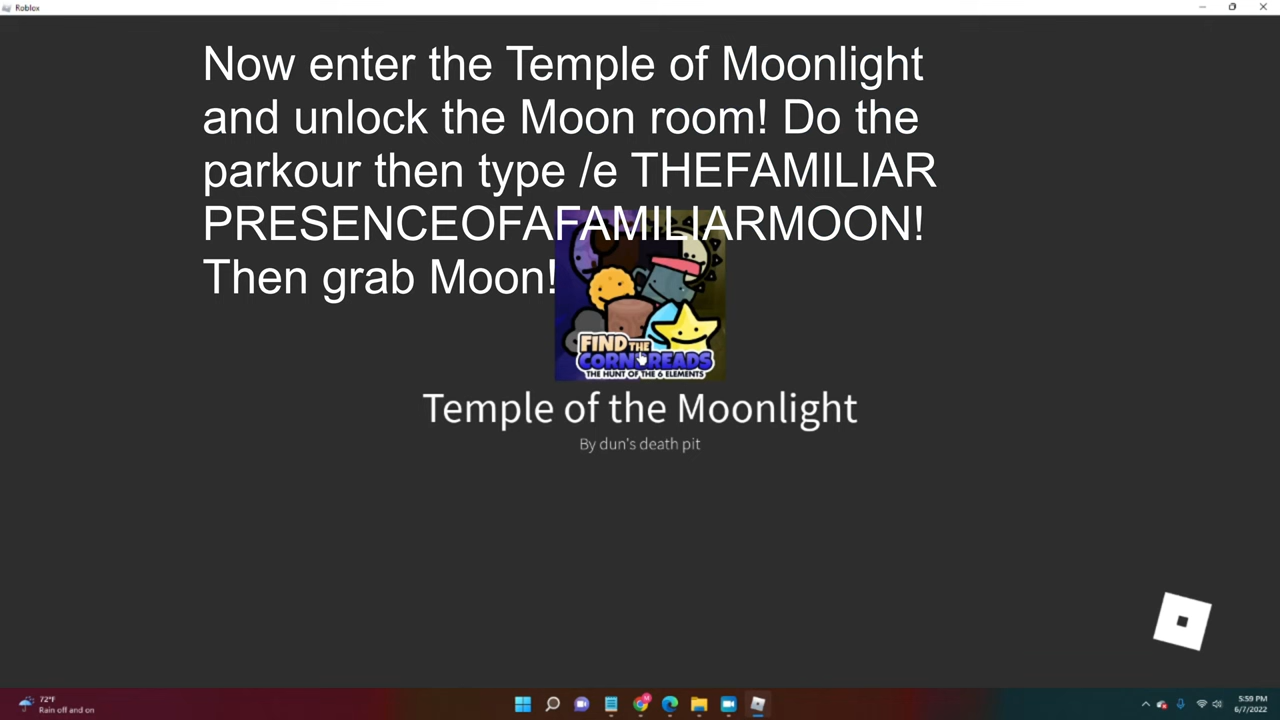 Roblox
Now enter the Temple of Moonlight
and unlock the Moon room! Do the
parkour then type /e THEFAMILIAR
PRESENCEOFAFAMILIARMOON!
Then grab Moon!
FIND THE
CORNBREADS
THE HUNT OF THE 6 ELEMENTS
Temple of the Moonlight
By dun's death pit
72°F
Rain off and on
5:59 PM
6/7/2022